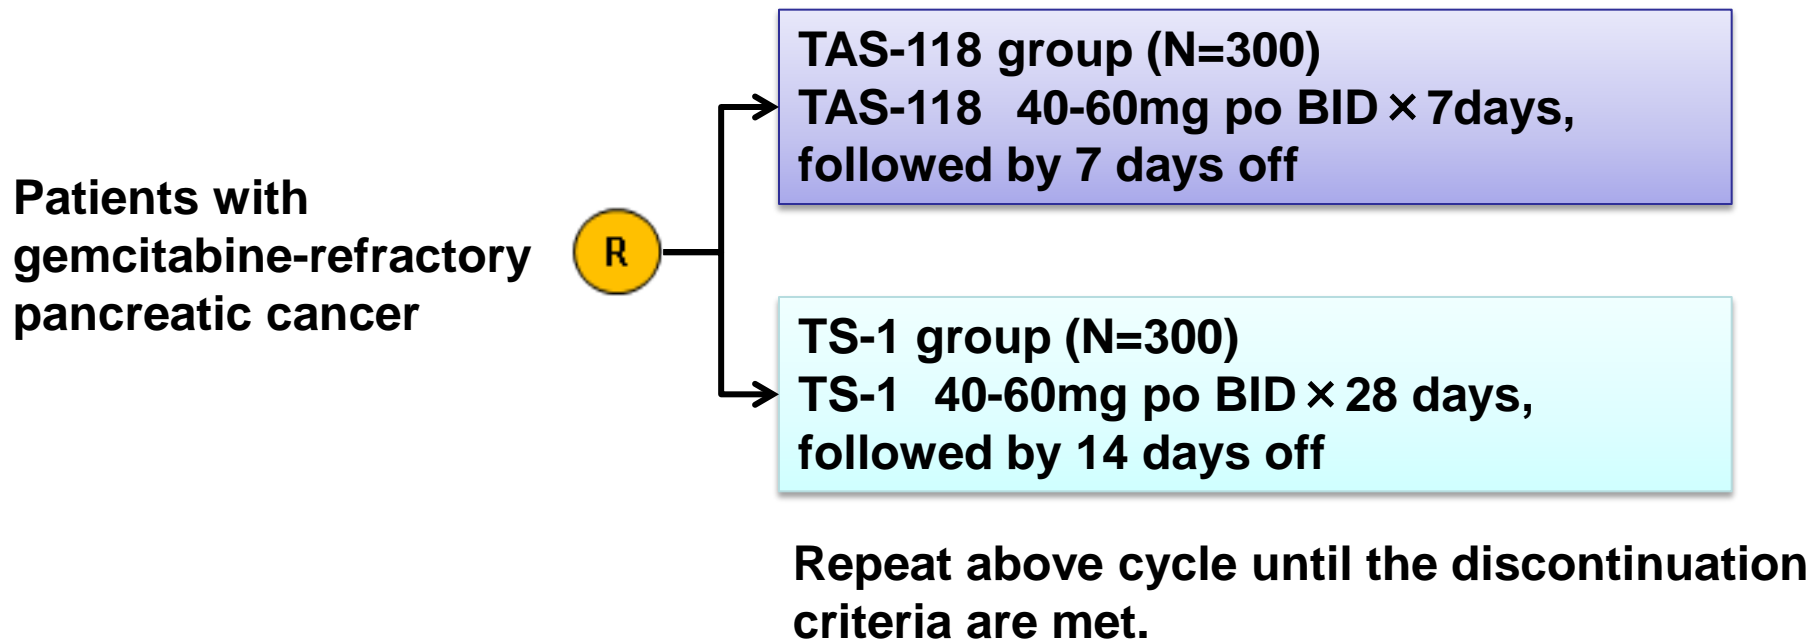 Patients with
gemcitabine-refractory
pancreatic cancer
R
TAS-118 group (N=300)
TAS-118 40-60mg po BID×7days,
followed by 7 days off
TS-1 group (N=300)
TS-1 40-60mg po BID×28 days,
followed by 14 days off
Repeat above cycle until the discontinuation
criteria are met.